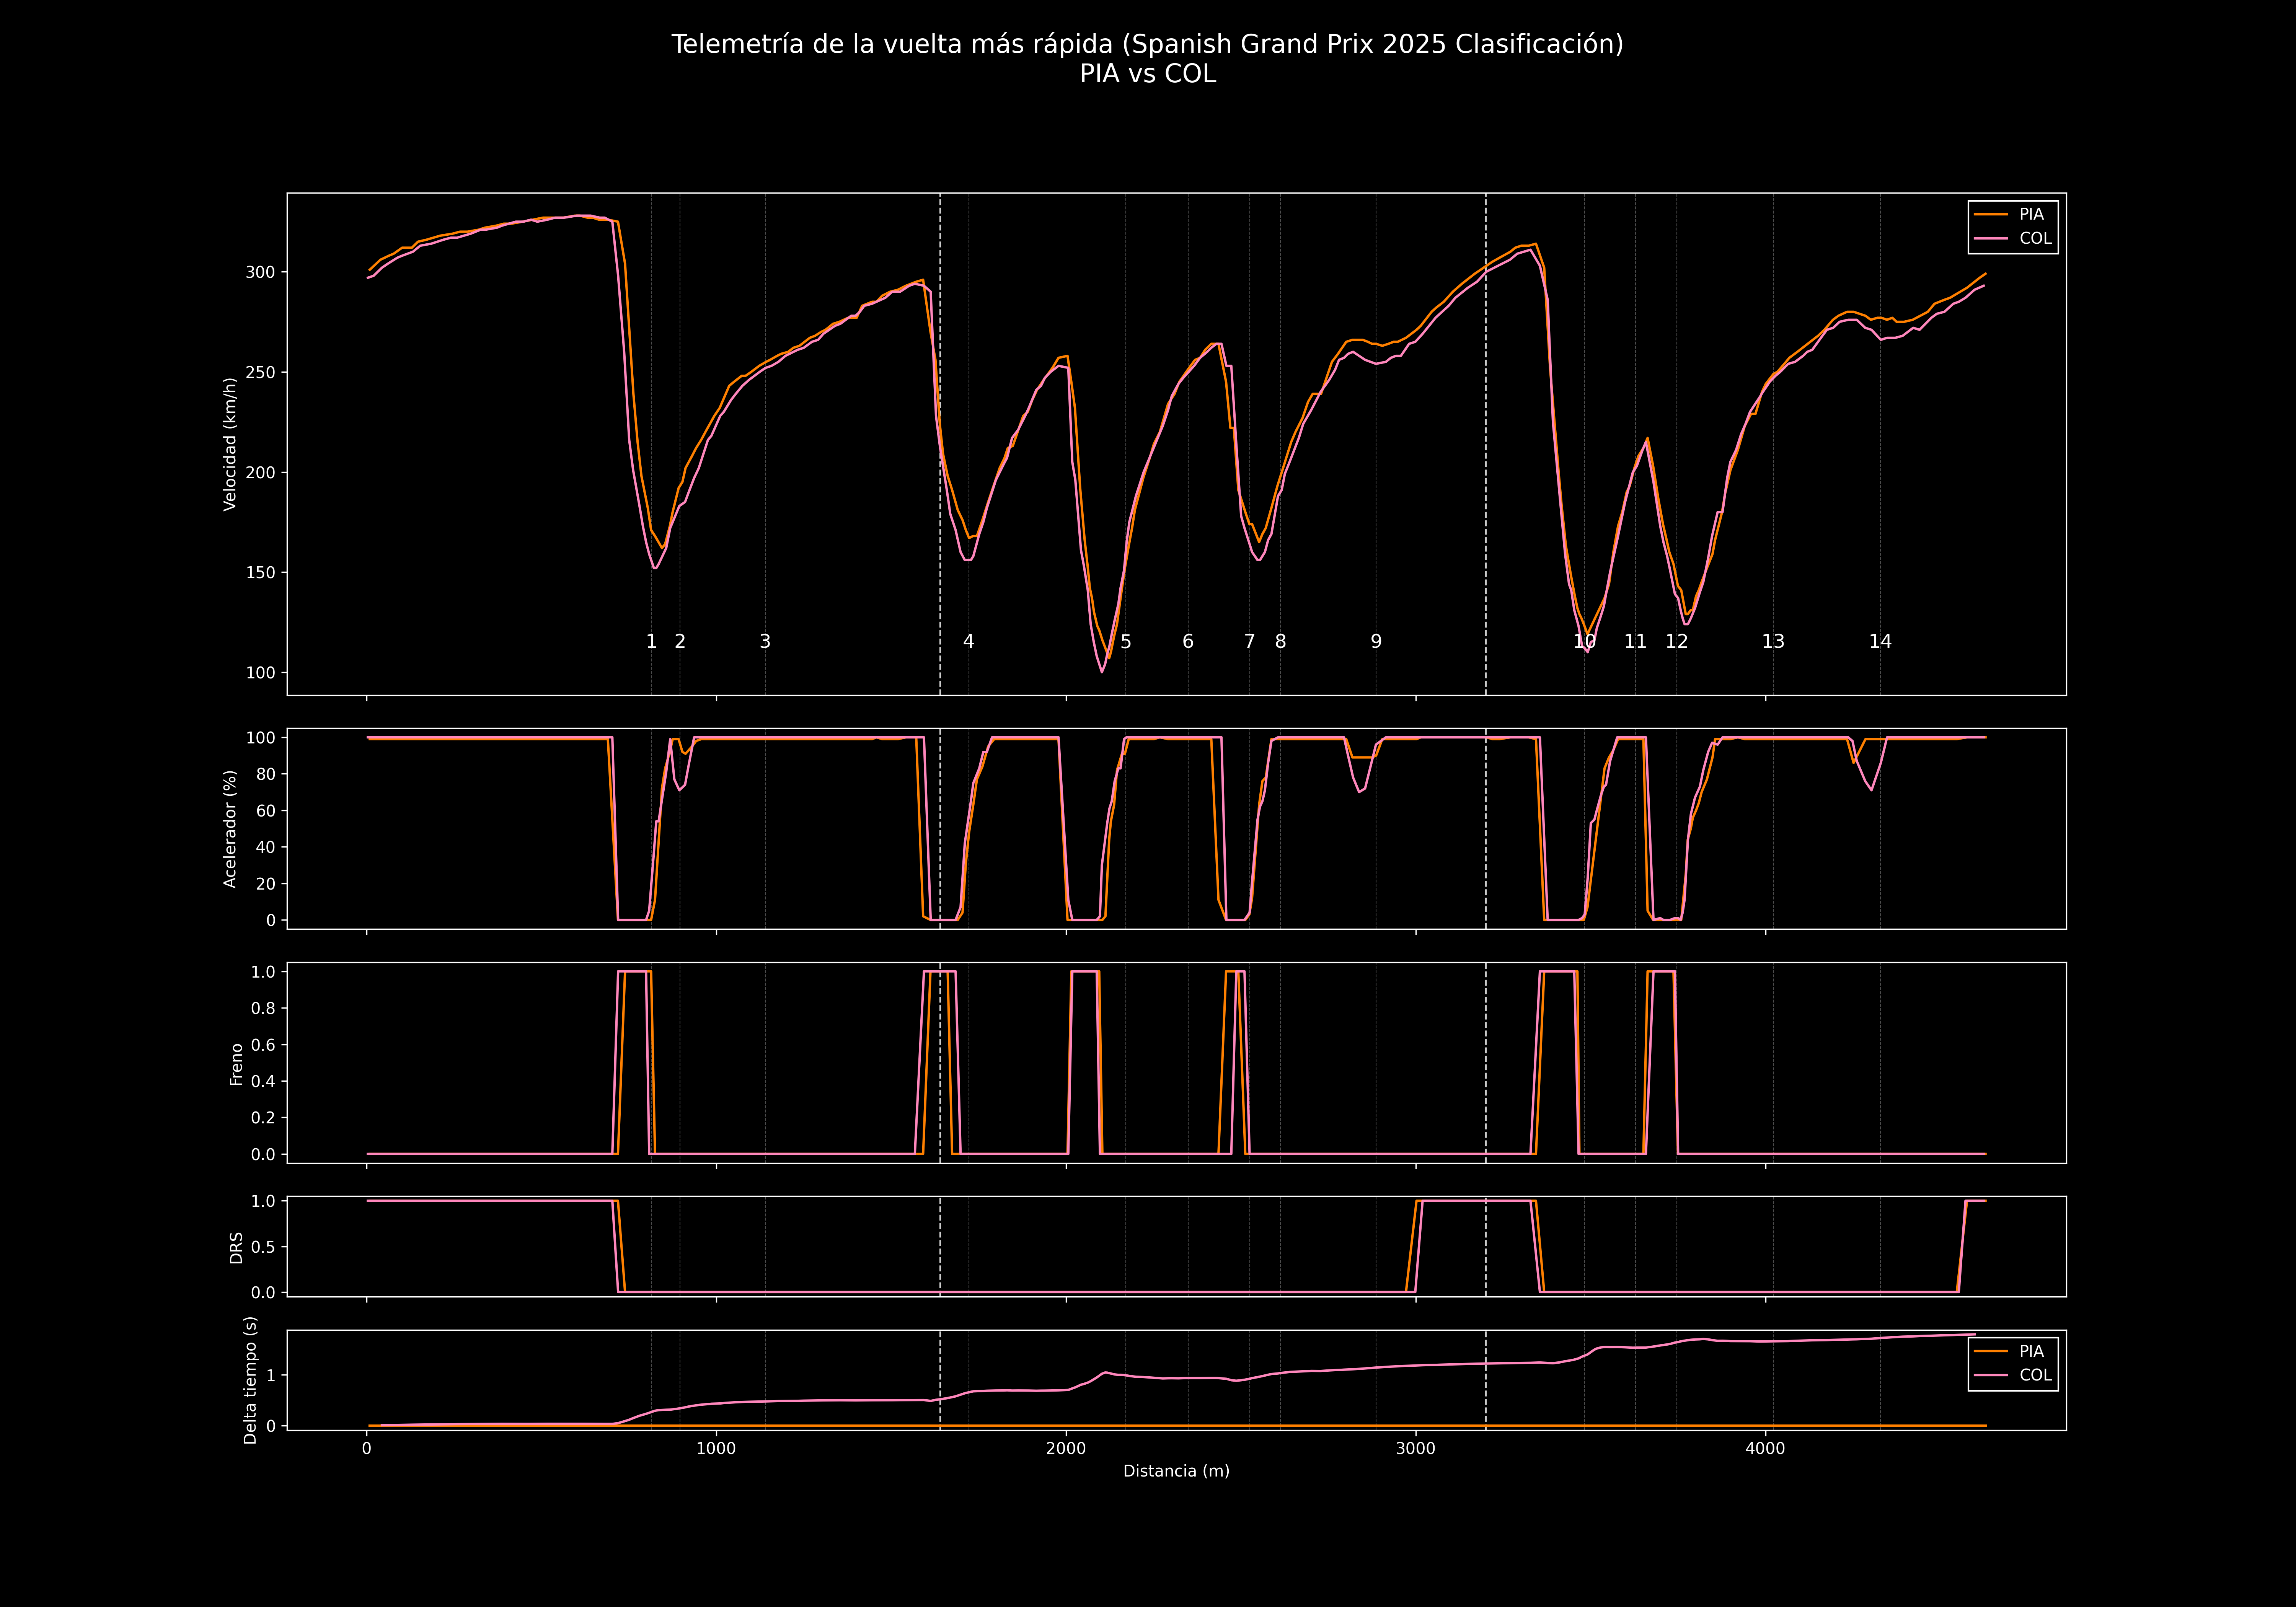 Telemetría de la vuelta más rápida (Spanish Grand Prix 2025 Clasificación)
PIA vs COL
PIA
COL
Velocidad (km/h)
300
250
200
150
100
1 2 3 4 5 6 7 8 9 10 11 12 13 14
Acelerador (%)
100
80
60
40
20
0
Freno
1.0
0.8
0.6
0.4
0.2
0.0
DRS
1.0
0.5
0.0
Delta tiempo (s)
1
0
PIA
COL
0 1000 2000 3000 4000
Distancia (m)